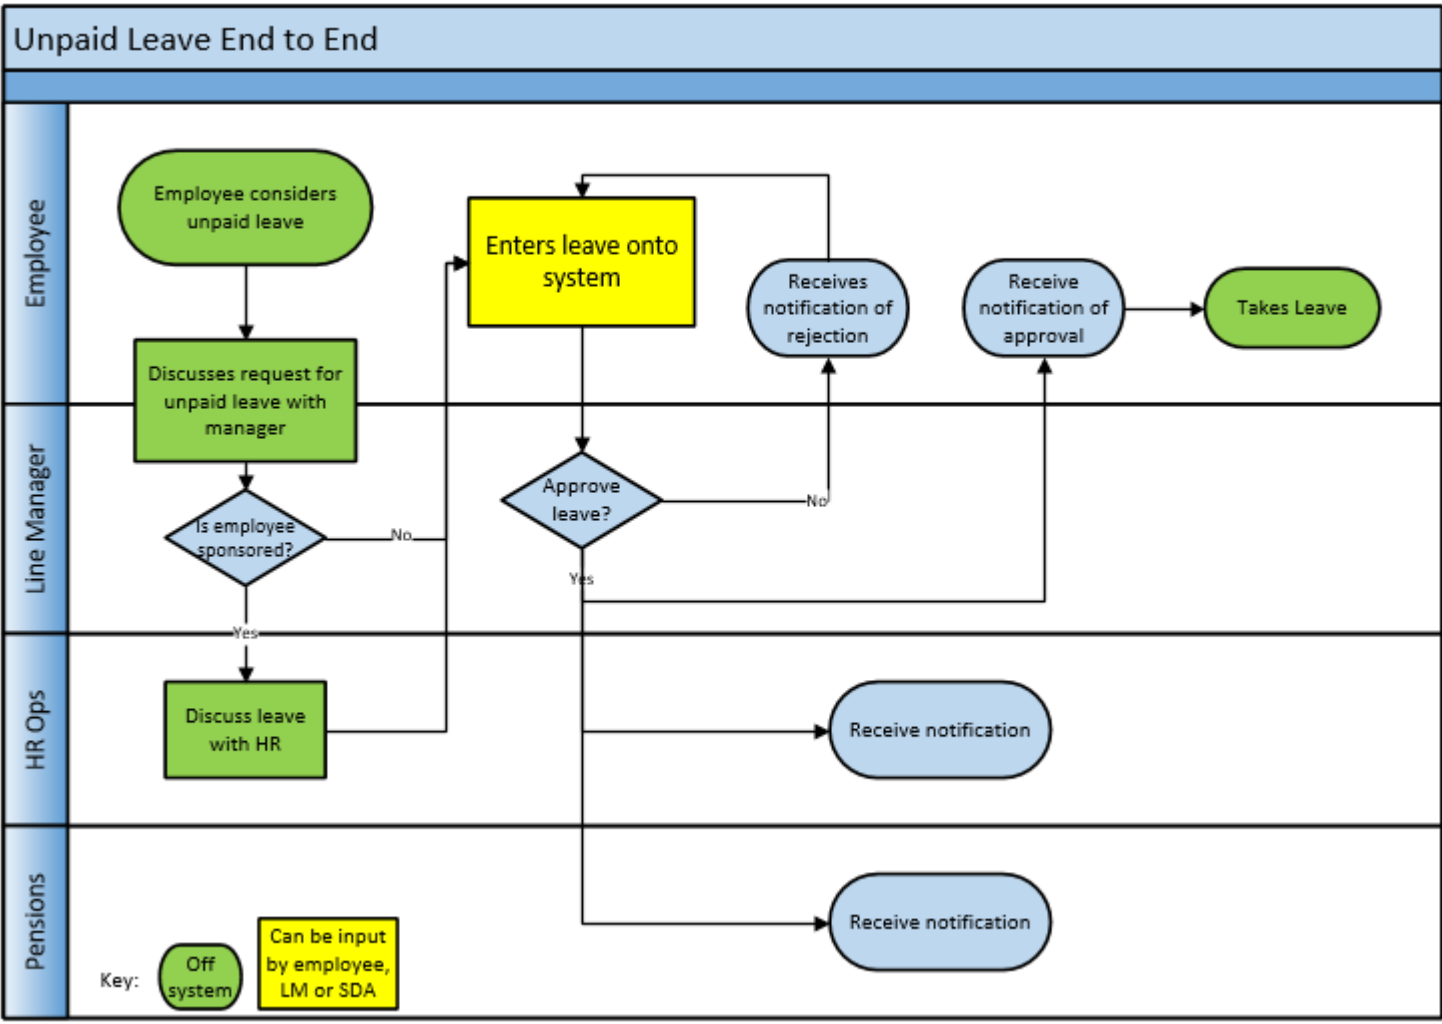 Unpaid Leave End to End
Employee
Employee considers
unpaid leave
Enters leave onto
system
Receives
notification of
rejection
Receive
notification of
approval
Takes Leave
Discusses request for
unpaid leave with
manager
Line Manager
Is employee
sponsored?
No
Yes
Approve
leave?
No
Yes
HR Ops
Discuss leave
with HR
Receive notification
Pensions
Receive notification
Key:
Off
system
Can be input
by employee,
LM or SDA